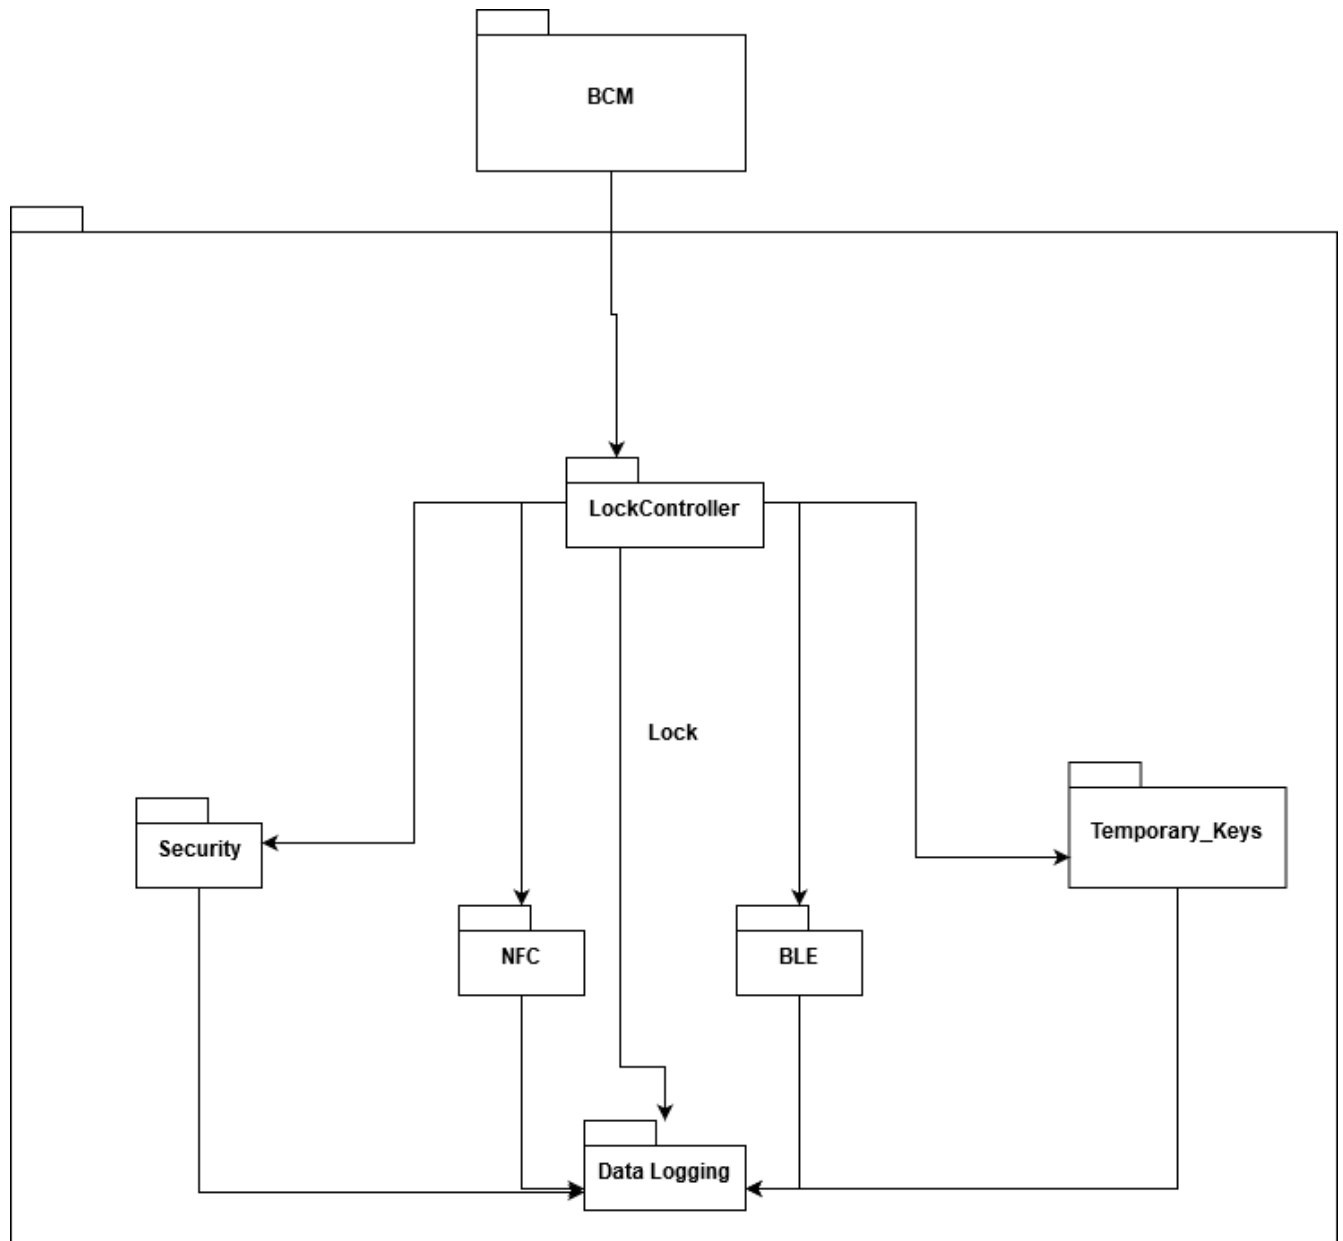 BCM
LockController
Lock
Temporary_Keys
Security
NFC
BLE
Data Logging